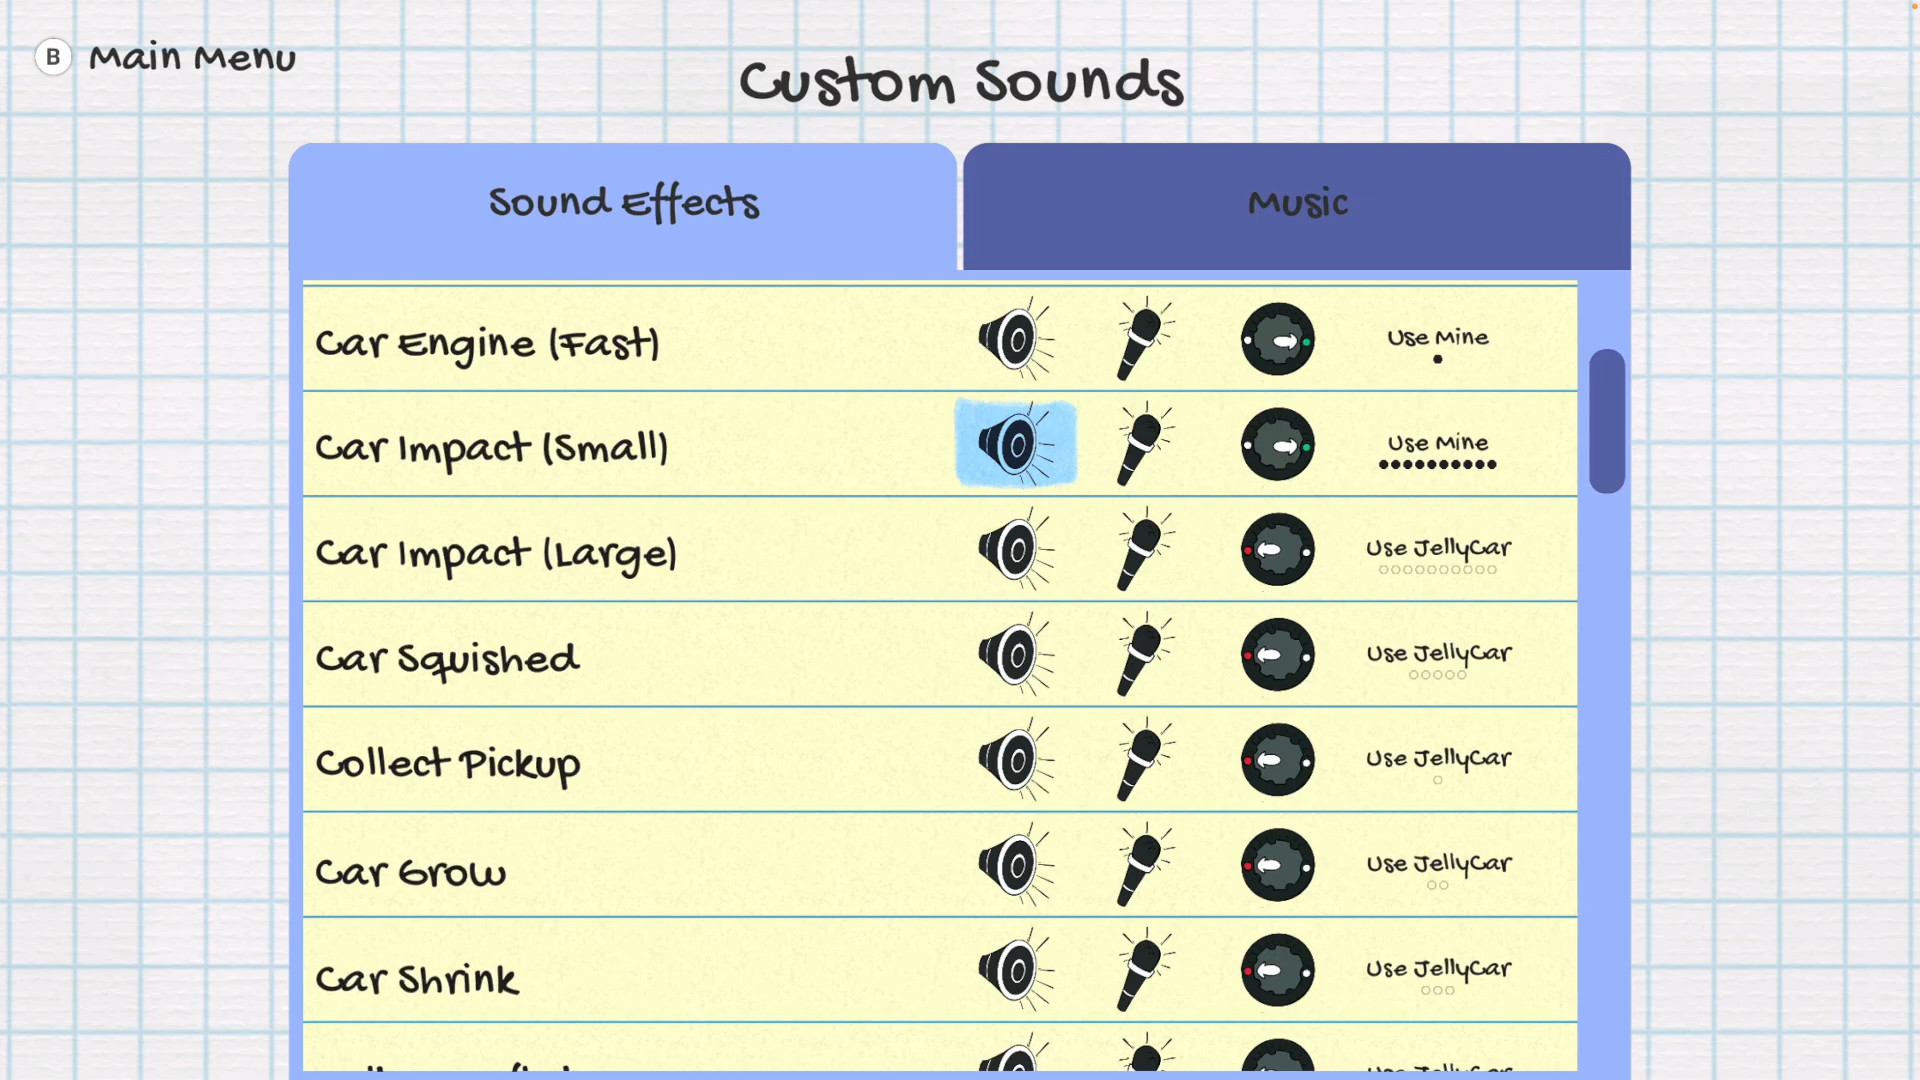 B Main Menu
Custom Sounds
Sound Effects
Music
Car Engine (Fast)
Use Mine
Car Impact (Small)
Use Mine
Car Impact (Large)
Use JellyCar
Car Squished
Use JellyCar
Collect Pickup
Use JellyCar
Car Grow
Use JellyCar
Car Shrink
Use JellyCar
Use JellyCar